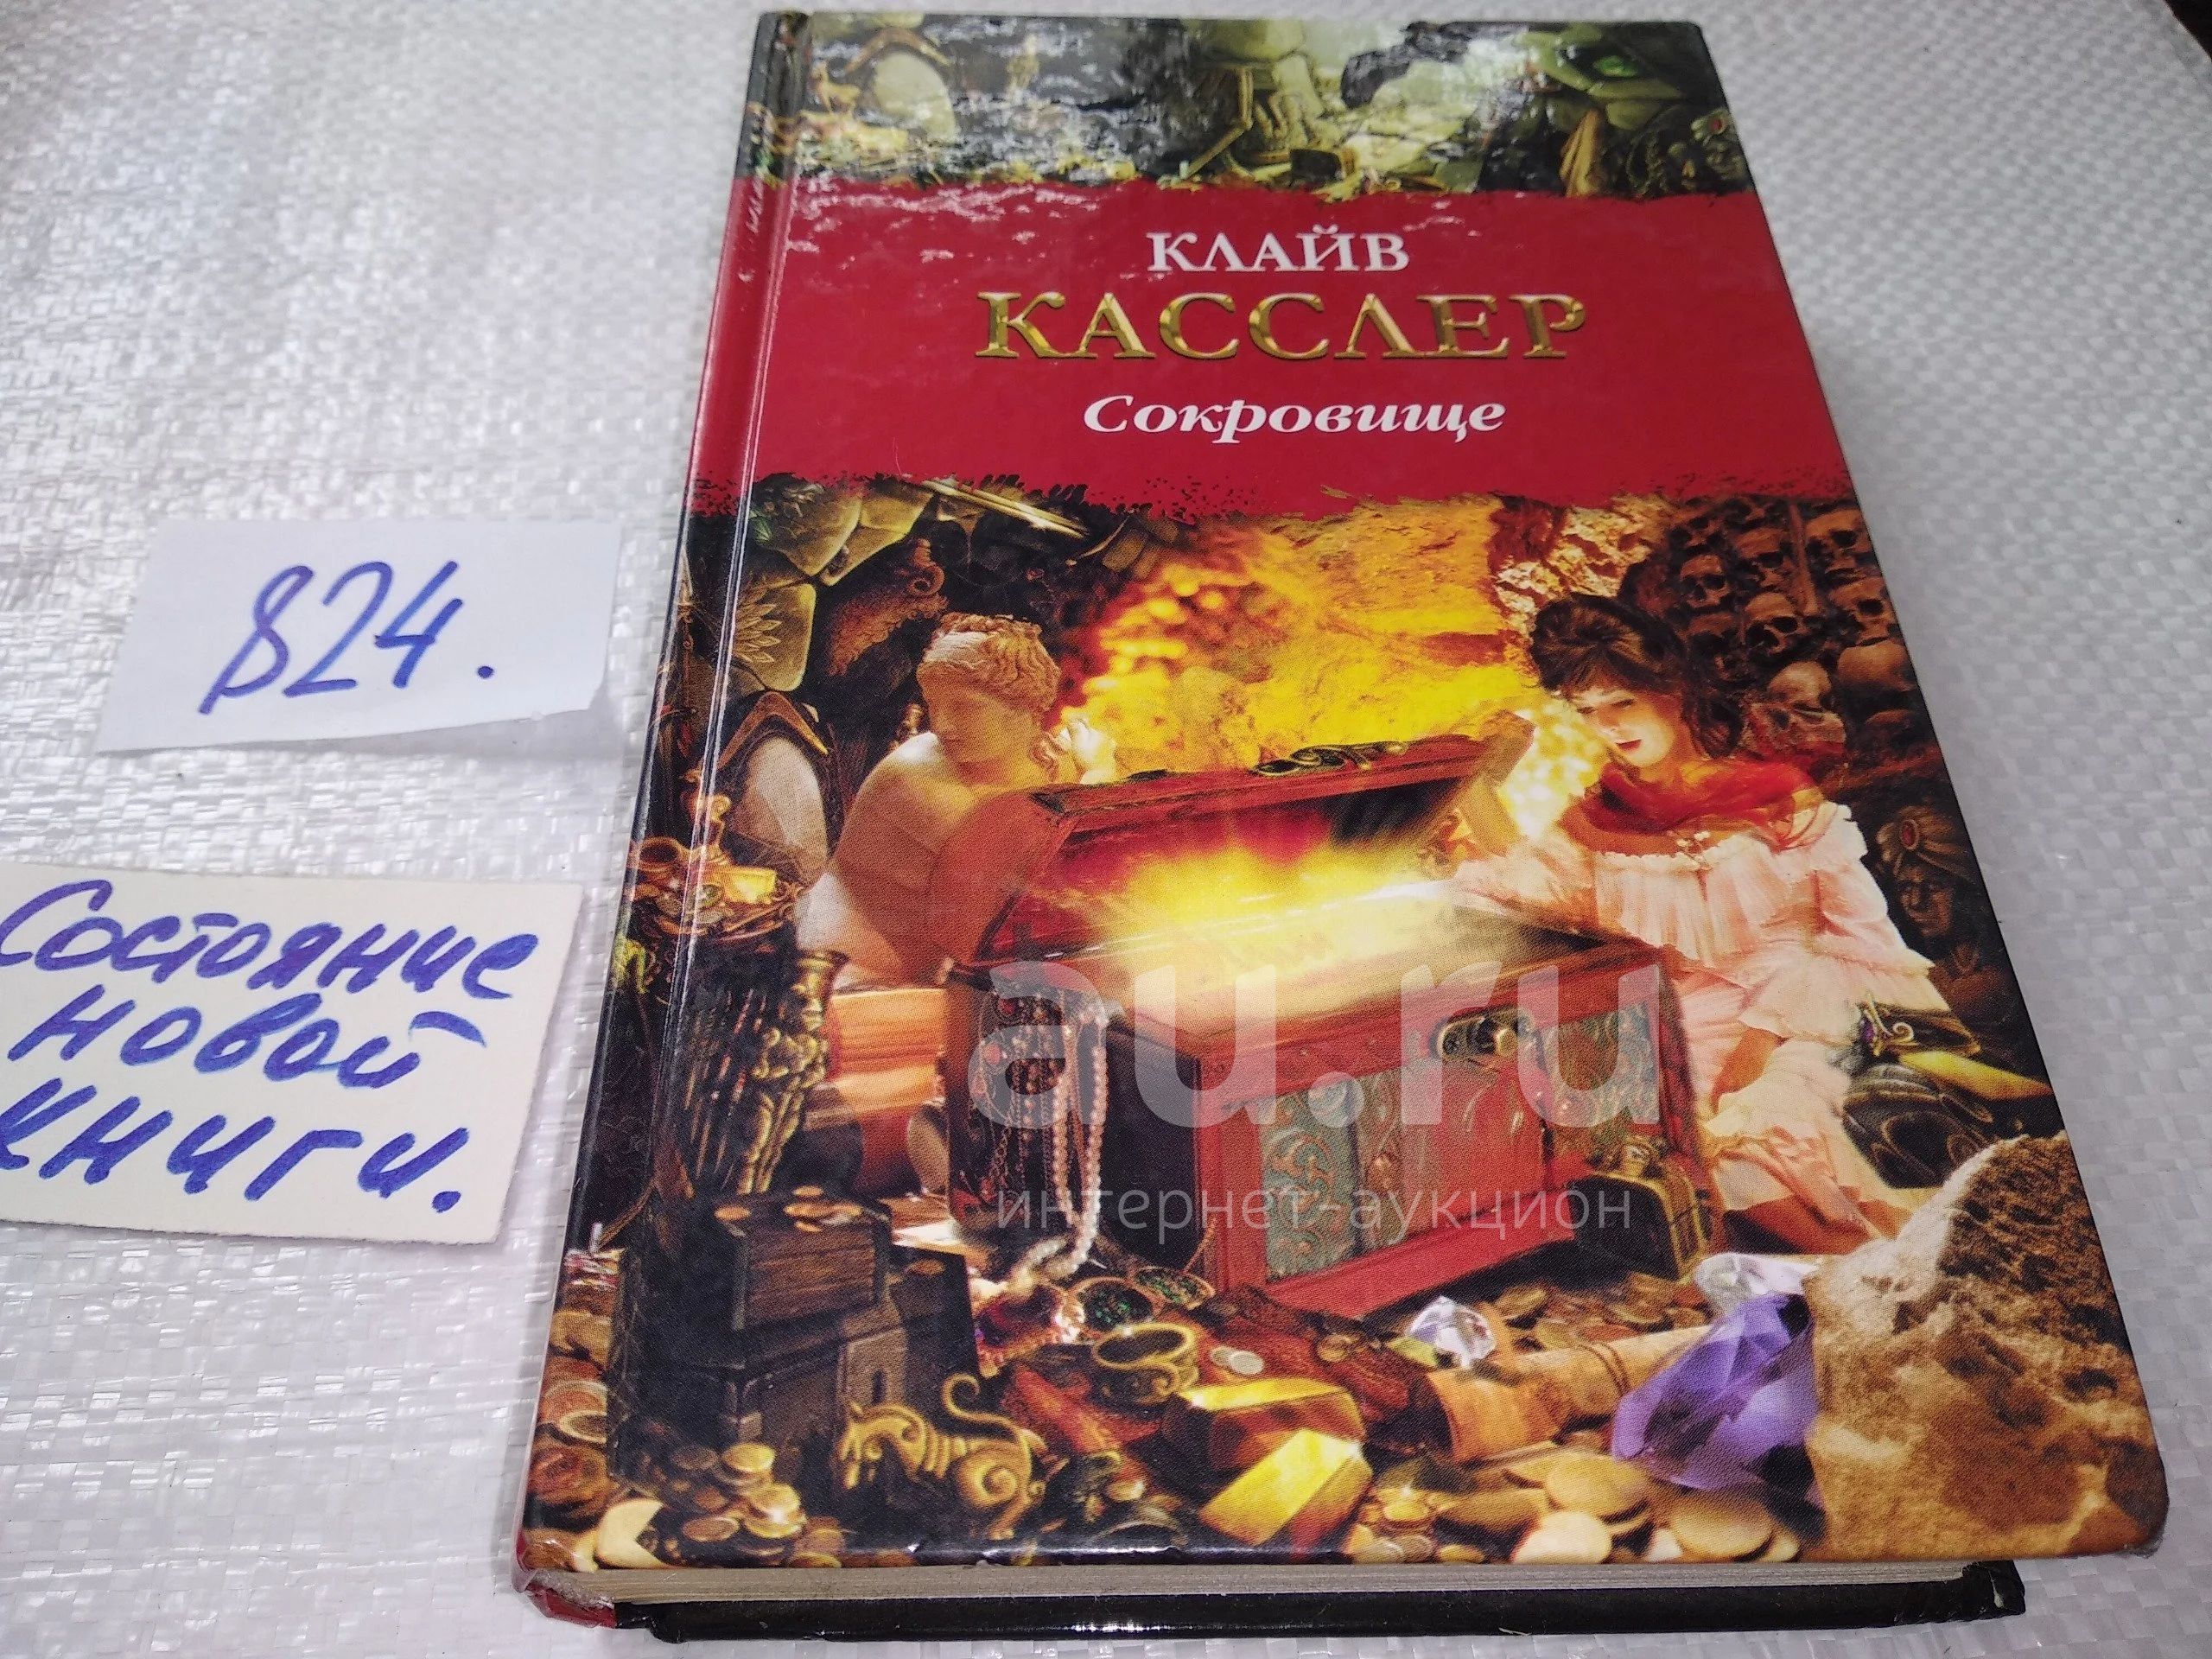 КЛАЙВ
КАССЛЕР
Сокровище
824.
Состояние
новой
книги.
au.ru
интернет-аукцион